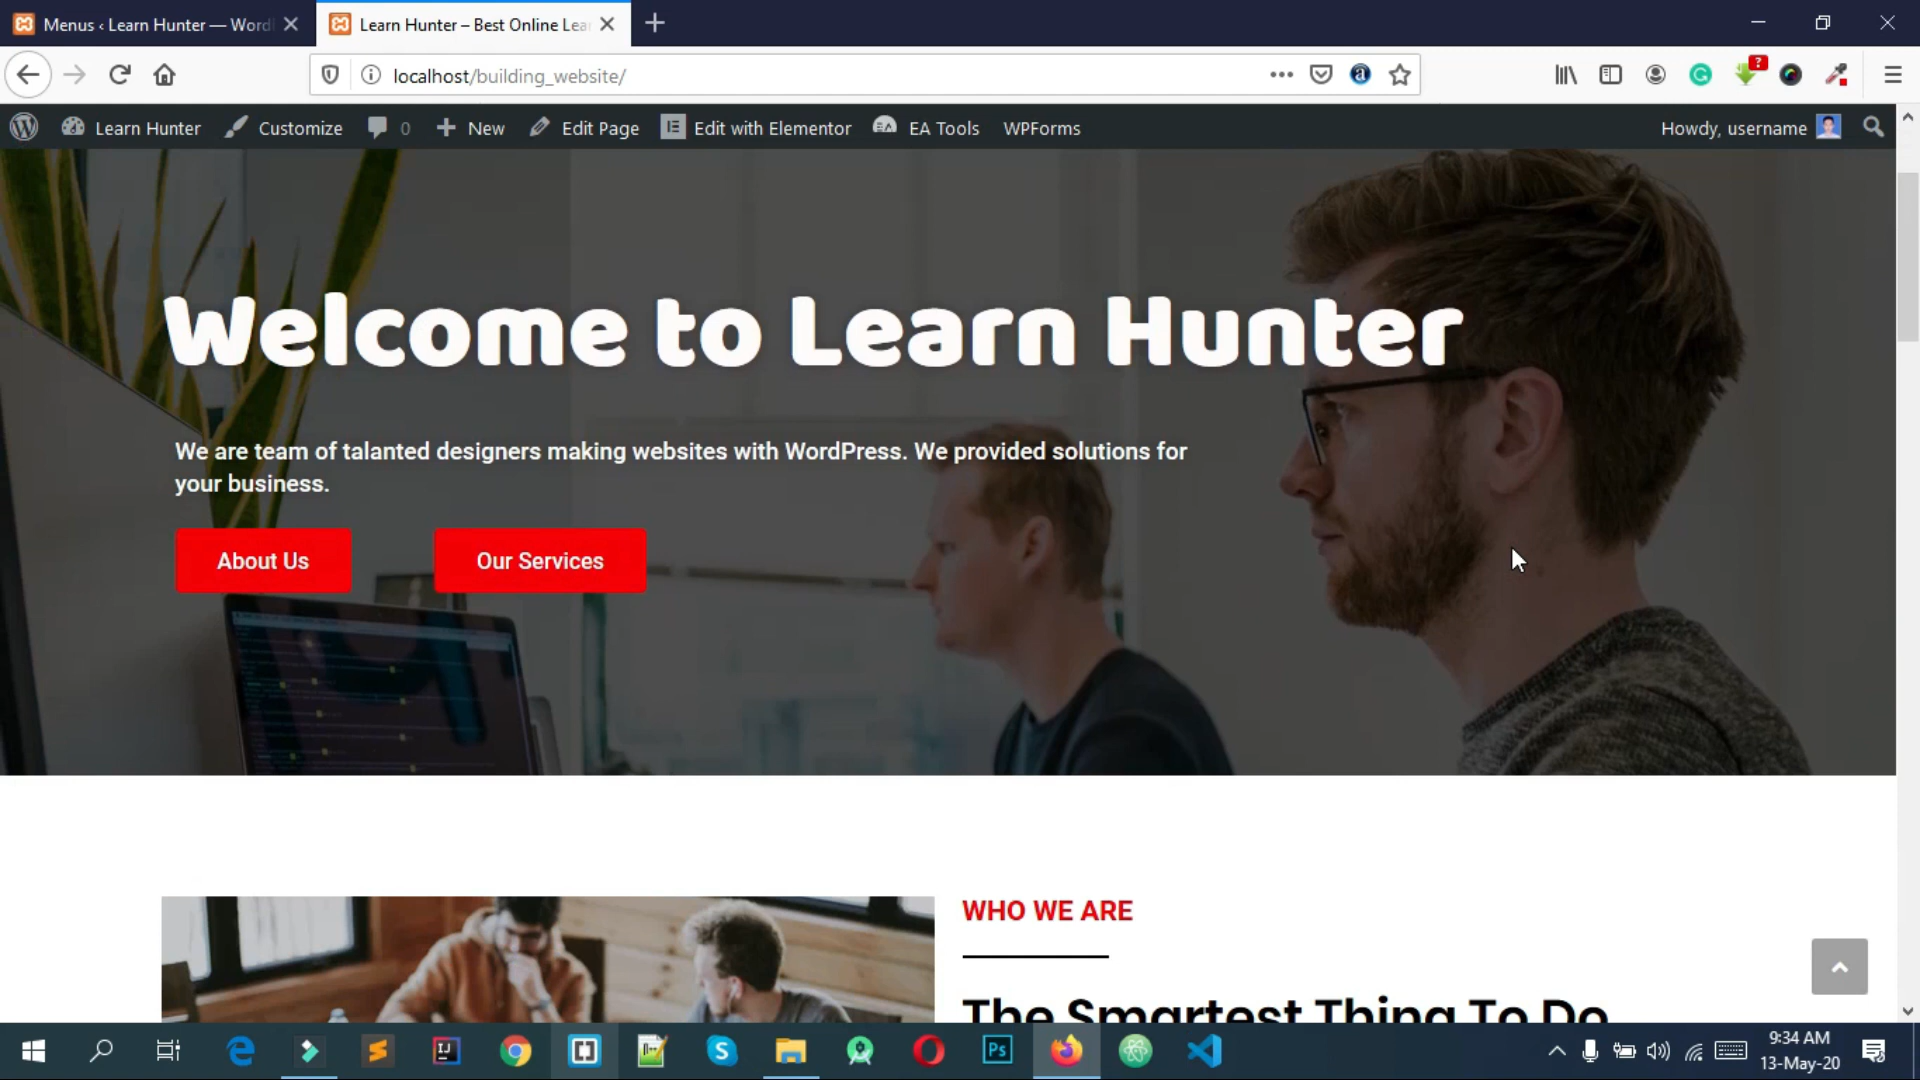 Menus ‹ Learn Hunter — Word
Learn Hunter – Best Online Lea
localhost/building_website/
Learn Hunter
Customize
0
New
Edit Page
Edit with Elementor
EA Tools
WPForms
Howdy, username
Welcome to Learn Hunter
We are team of talanted designers making websites with WordPress. We provided solutions for
your business.
About Us
Our Services
WHO WE ARE
The Smartest Thing To Do
9:34 AM
13-May-20